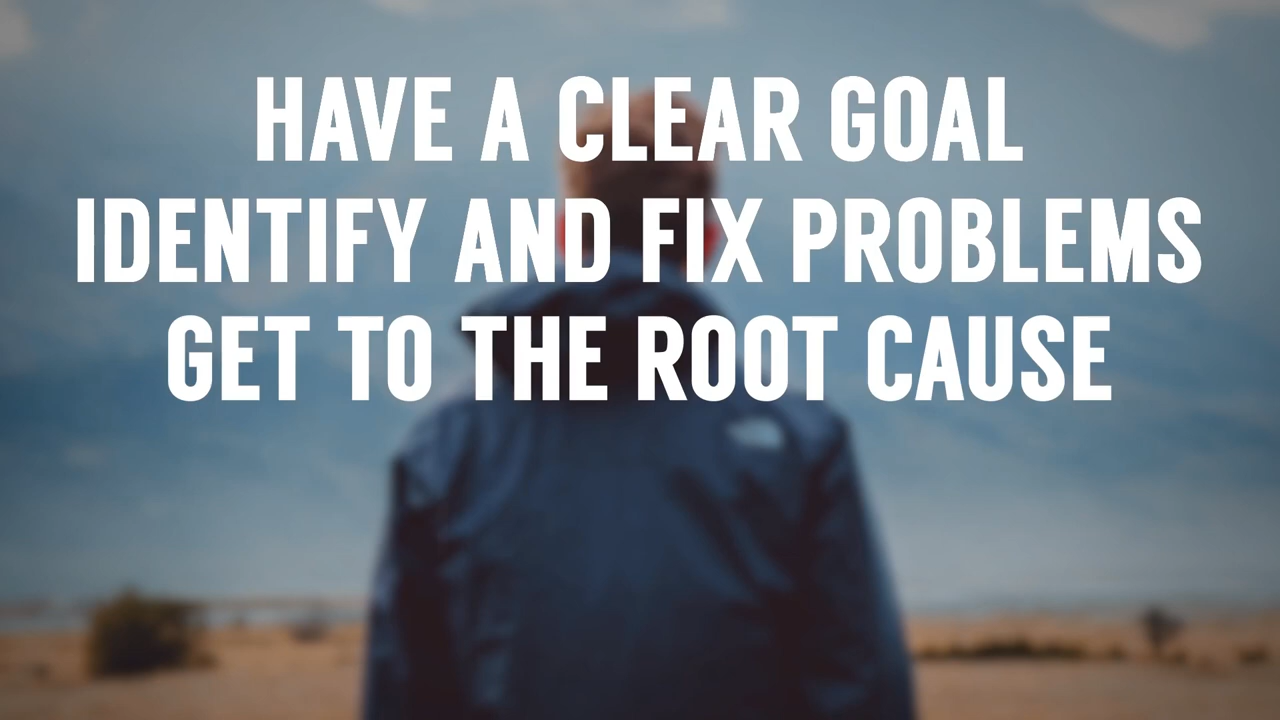 HAVE A CLEAR GOAL
IDENTIFY AND FIX PROBLEMS
GET TO THE ROOT CAUSE